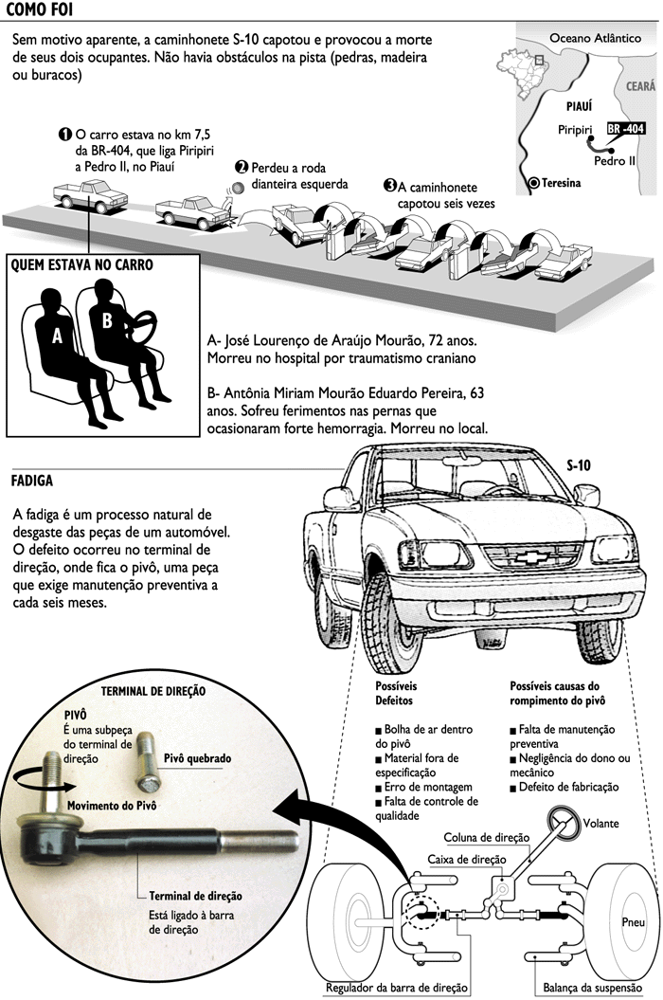 COMO FOI
Sem motivo aparente, a caminhonete S-10 capotou e provocou a morte
de seus dois ocupantes. Não havia obstáculos na pista (pedras, madeira
ou buracos)
Oceano Atlântico
CEARÁ
PIAUÍ
Piripiri
BR -404
Pedro II
Teresina
1 O carro estava no km 7,5
da BR-404, que liga Piripiri
a Pedro II, no Piauí
2 Perdeu a roda
dianteira esquerda
3 A caminhonete
capotou seis vezes
QUEM ESTAVA NO CARRO
A
B
A- José Lourenço de Araújo Mourão, 72 anos.
Morreu no hospital por traumatismo craniano
B- Antônia Miriam Mourão Eduardo Pereira, 63
anos. Sofreu ferimentos nas pernas que
ocasionaram forte hemorragia. Morreu no local.
S-10
FADIGA
A fadiga é um processo natural de
desgaste das peças de um automóvel.
O defeito ocorreu no terminal de
direção, onde fica o pivô, uma peça
que exige manutenção preventiva a
cada seis meses.
TERMINAL DE DIREÇÃO
PIVÔ
É uma subpeça
do terminal de
direção
Pivô quebrado
Movimento do Pivô
Terminal de direção
Está ligado à barra
de direção
Possíveis
Defeitos
■ Bolha de ar dentro
do pivô
■ Material fora de
especificação
■ Erro de montagem
■ Falta de controle de
qualidade
Possíveis causas do
rompimento do pivô
■ Falta de manutenção
preventiva
■ Negligência do dono ou
mecânico
■ Defeito de fabricação
Volante
Coluna de direção
Caixa de direção
Pneu
Regulador da barra de direção
Balança da suspensão